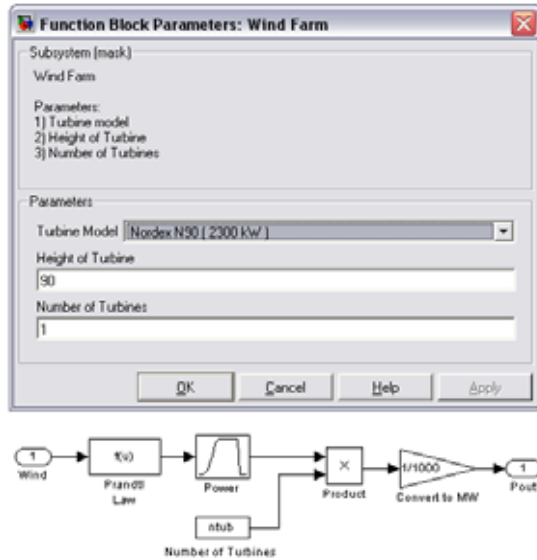 Function Block Parameters: Wind Farm
Subsystem (mask)
Wind Farm
Parameters:
1) Turbine model
2) Height of Turbine
3) Number of Turbines
Parameters
Turbine Model Nordex N90 ( 2300 kW )
Height of Turbine
90
Number of Turbines
1
OK Cancel Help Apply
1
Wind
f(u)
Prandtl
Law
Power
ntub
Number of Turbines
×
Product
1/1000
Convert to MW
1
Pout